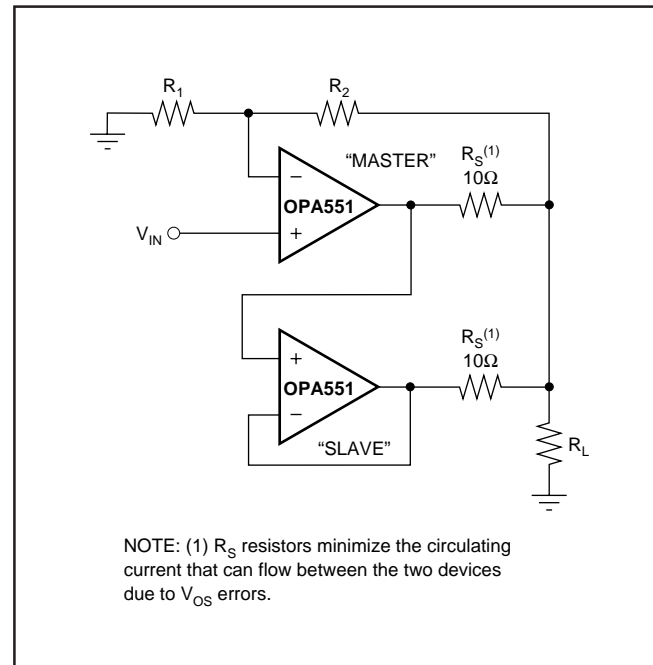 R1
R2
“MASTER”
RS(1)
10Ω
−
OPA551
+
VIN
RS(1)
10Ω
+
OPA551
−
“SLAVE”
RL
NOTE: (1) RS resistors minimize the circulating
current that can flow between the two devices
due to VOS errors.